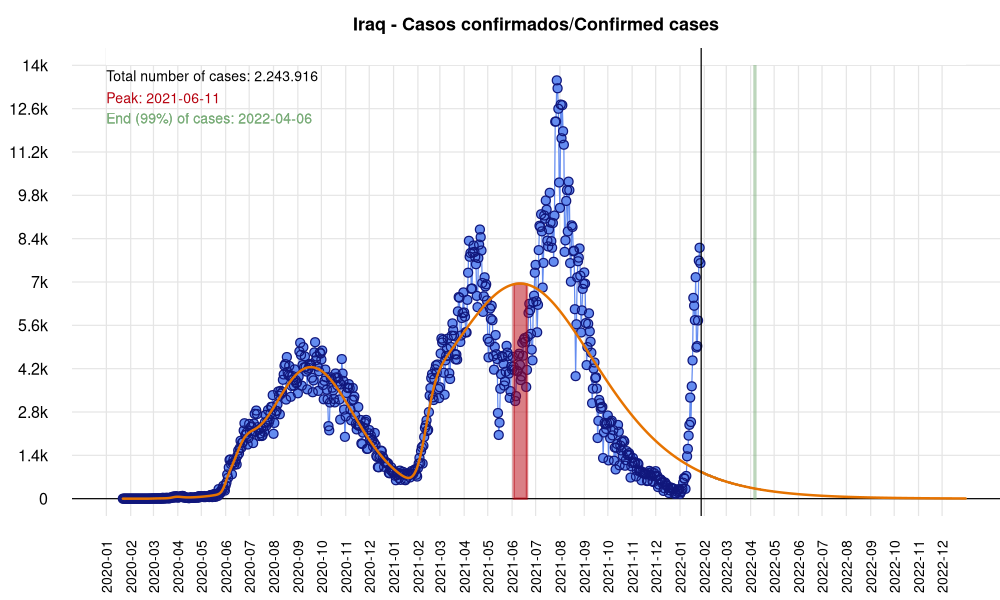 Iraq - Casos confirmados/Confirmed cases
14k
12.6k
11.2k
9.8k
8.4k
7k
5.6k
4.2k
2.8k
1.4k
0
Total number of cases: 2.243.916
Peak: 2021-06-11
End (99%) of cases: 2022-04-06
2020-01
2020-02
2020-03
2020-04
2020-05
2020-06
2020-07
2020-08
2020-09
2020-10
2020-11
2020-12
2021-01
2021-02
2021-03
2021-04
2021-05
2021-06
2021-07
2021-08
2021-09
2021-10
2021-11
2021-12
2022-01
2022-02
2022-03
2022-04
2022-05
2022-06
2022-07
2022-08
2022-09
2022-10
2022-11
2022-12